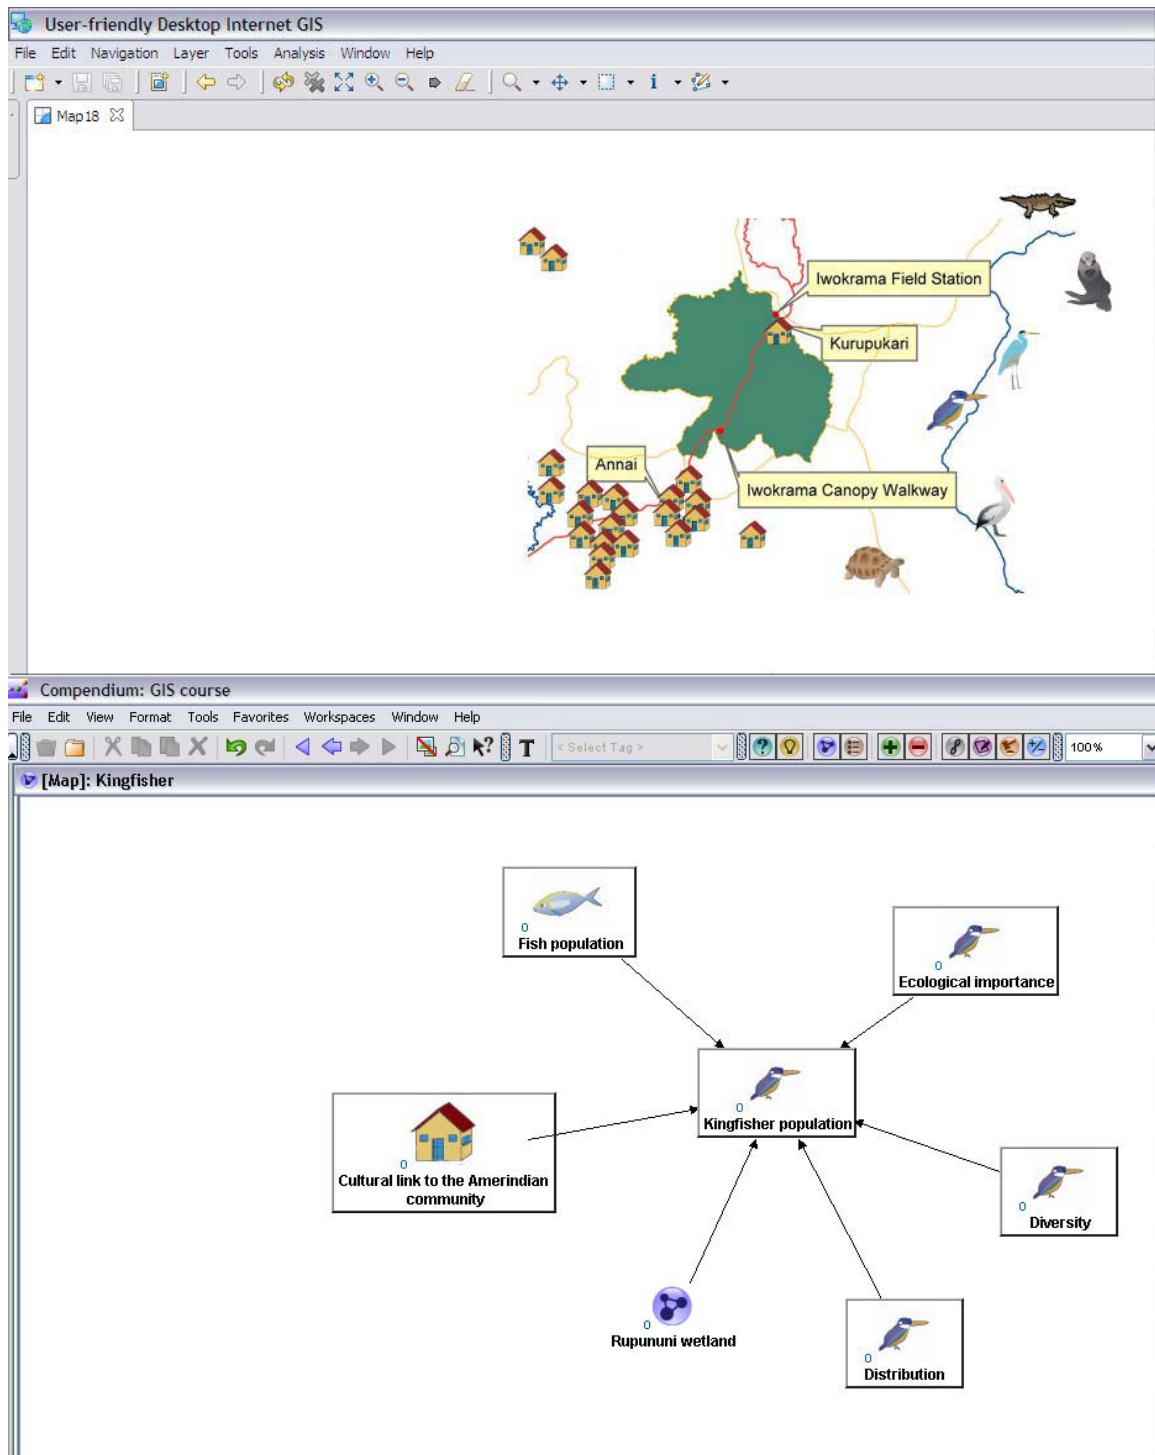 User-friendly Desktop Internet GIS
File Edit Navigation Layer Tools Analysis Window Help
Map18
Iwokrama Field Station
Kurupukari
Annai
Iwokrama Canopy Walkway
Compendium: GIS course
File Edit View Format Tools Favorites Workspaces Window Help
T < Select Tag > 100%
[Map]: Kingfisher
0
Fish population
0
Ecological importance
0
Kingfisher population
0
Cultural link to the Amerindian
community
0
Diversity
0
Rupununi wetland
0
Distribution